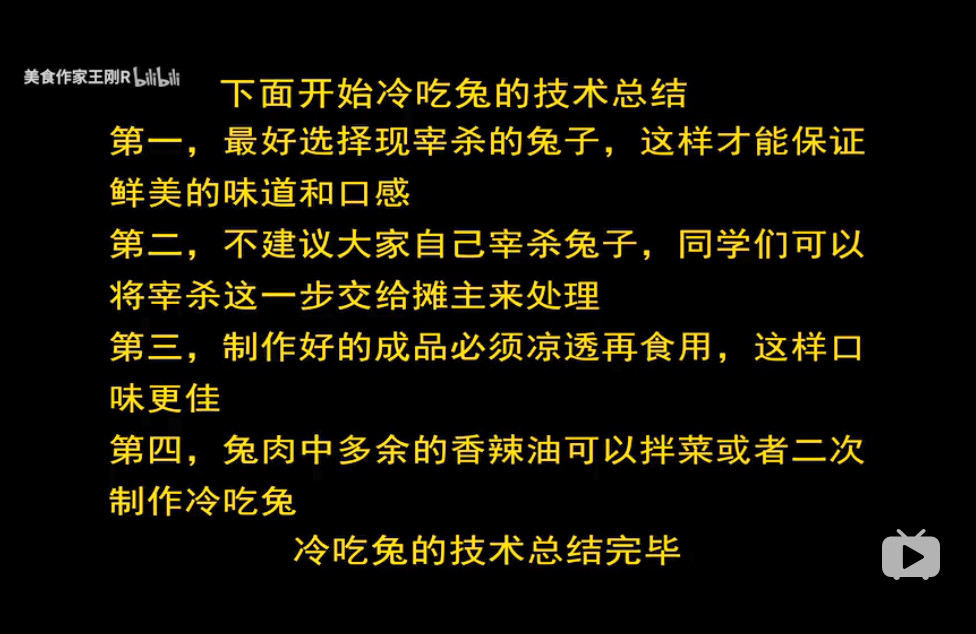 美食作家王刚R bilibili
下面开始冷吃兔的技术总结
第一，最好选择现宰杀的兔子，这样才能保证
鲜美的味道和口感
第二，不建议大家自己宰杀兔子，同学们可以
将宰杀这一步交给摊主来处理
第三，制作好的成品必须凉透再食用，这样口
味更佳
第四，兔肉中多余的香辣油可以拌菜或者二次
制作冷吃兔
冷吃兔的技术总结完毕